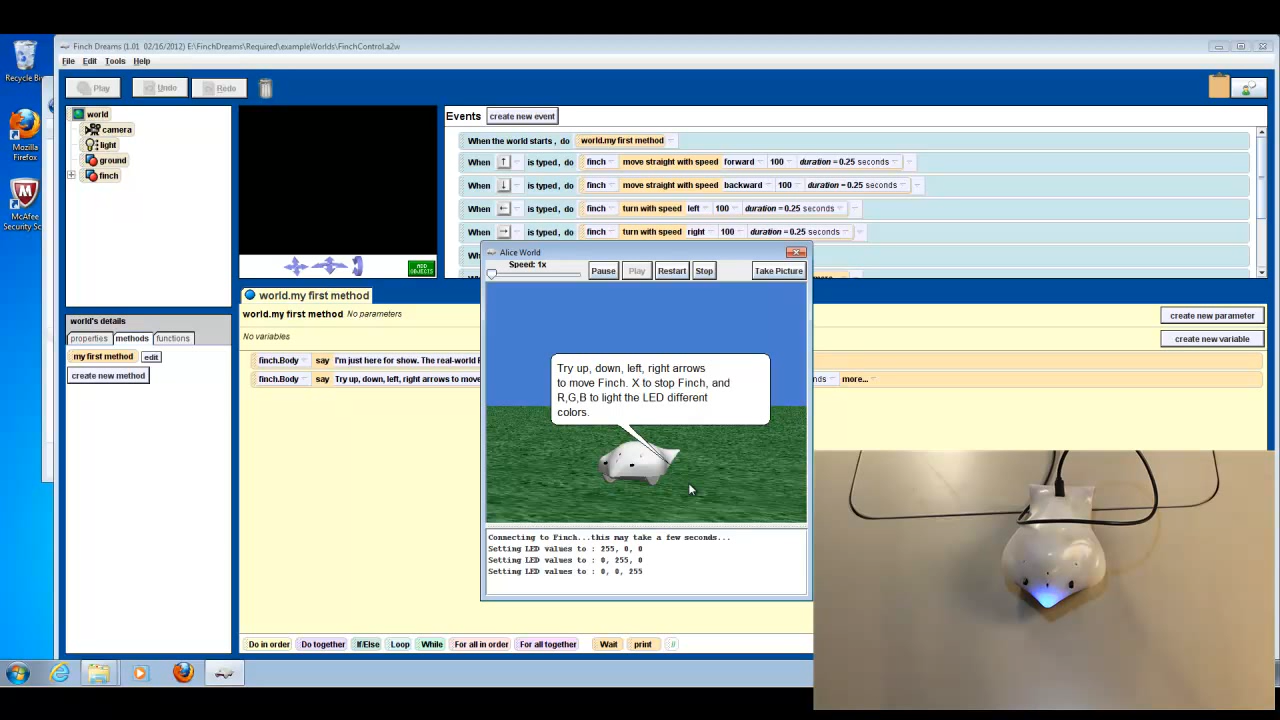 Finch Dreams (1.01 02/16/2012) E:\FinchDreams\Required\exampleWorlds\FinchControl.a2w
File Edit Tools Help
Play Undo Redo
Recycle Bin
Mozilla
Firefox
McAfee
Security Sc
world
camera
light
ground
finch
ADD
OBJECTS
Events create new event
When the world starts, do world.my first method
When ↑ is typed, do finch move straight with speed forward 100 duration = 0.25 seconds
When ↓ is typed, do finch move straight with speed backward 100 duration = 0.25 seconds
When ← is typed, do finch turn with speed left 100 duration = 0.25 seconds
When → is typed, do finch turn with speed right 100 duration = 0.25 seconds
When
world's details
properties methods functions
my first method edit
create new method
world.my first method
world.my first method No parameters
create new parameter
No variables
create new variable
finch.Body say I'm just here for show. The real-world
finch.Body say Try up, down, left, right arrows to move
more...
Alice World
Speed: 1x
Pause Play Restart Stop Take Picture
Try up, down, left, right arrows
to move Finch. X to stop Finch, and
R,G,B to light the LED different
colors.
Connecting to Finch...this may take a few seconds...
Setting LED values to : 255, 0, 0
Setting LED values to : 0, 255, 0
Setting LED values to : 0, 0, 255
Do in order Do together If/Else Loop While For all in order For all together Wait print //